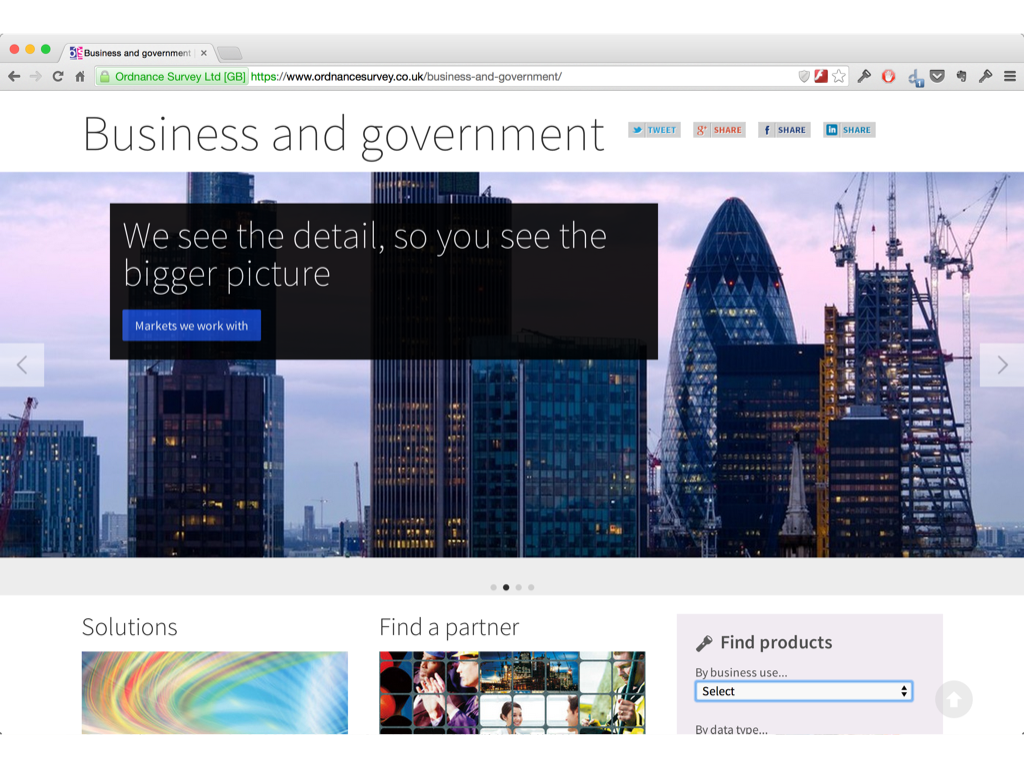 Business and government
Ordnance Survey Ltd [GB] https://www.ordnancesurvey.co.uk/business-and-government/
Business and government
TWEET
SHARE
SHARE
SHARE
We see the detail, so you see the
bigger picture
Markets we work with
Solutions
Find a partner
Find products
By business use...
Select
By data type...